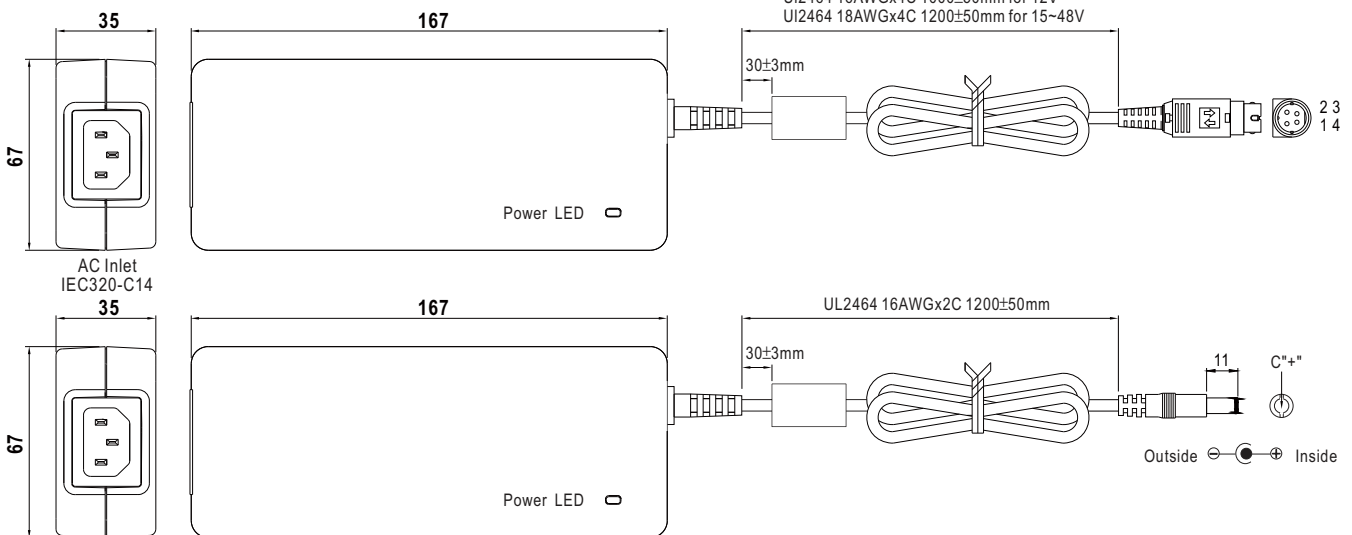 Ul2464 18AWGx4C 1200±50mm for 15~48V
35
167
30±3mm
2 3
1 4
67
Power LED
AC Inlet
IEC320-C14
35
167
UL2464 16AWGx2C 1200±50mm
30±3mm
11
C"+"
67
Outside
Inside
Power LED